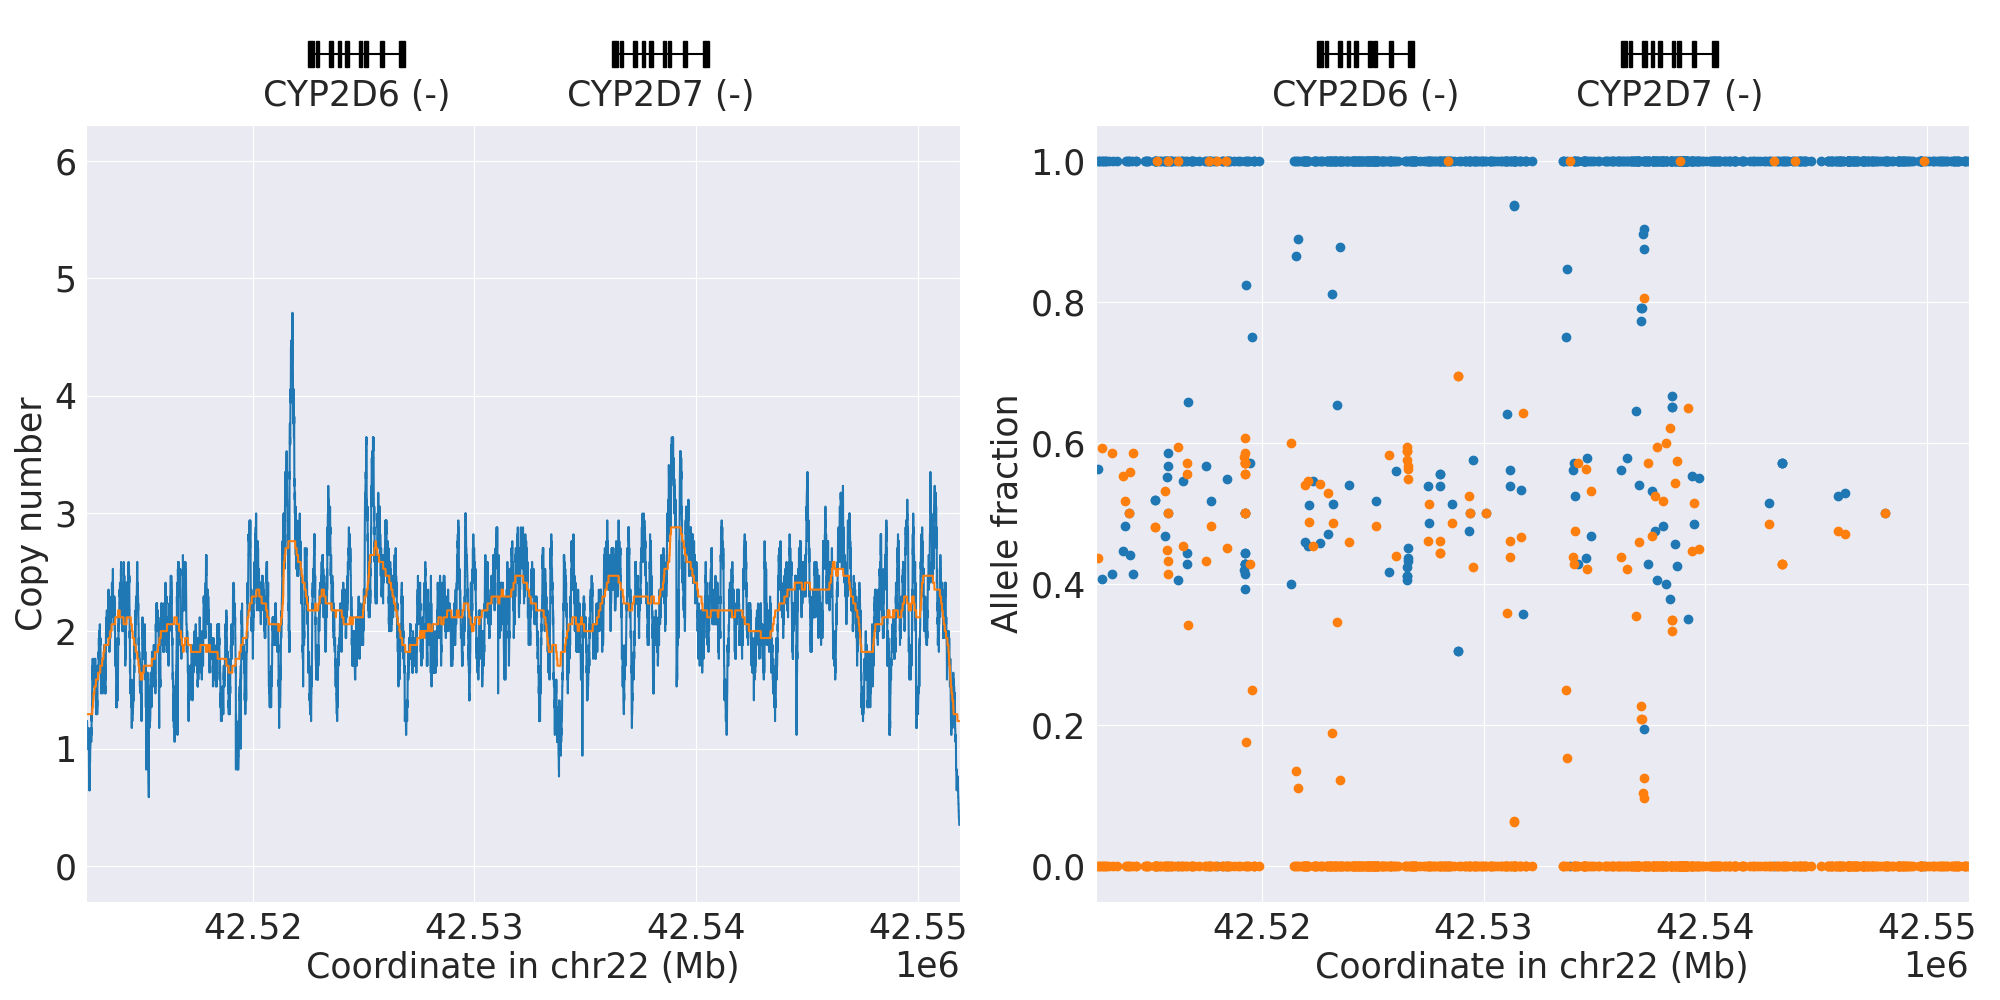 CYP2D6 (-) CYP2D7 (-)
6
5
4
3
2
1
0
Copy number
42.52 42.53 42.54 42.55
Coordinate in chr22 (Mb)
1e6
CYP2D6 (-) CYP2D7 (-)
1.0
0.8
0.6
0.4
0.2
0.0
Allele fraction
42.52 42.53 42.54 42.55
Coordinate in chr22 (Mb)
1e6